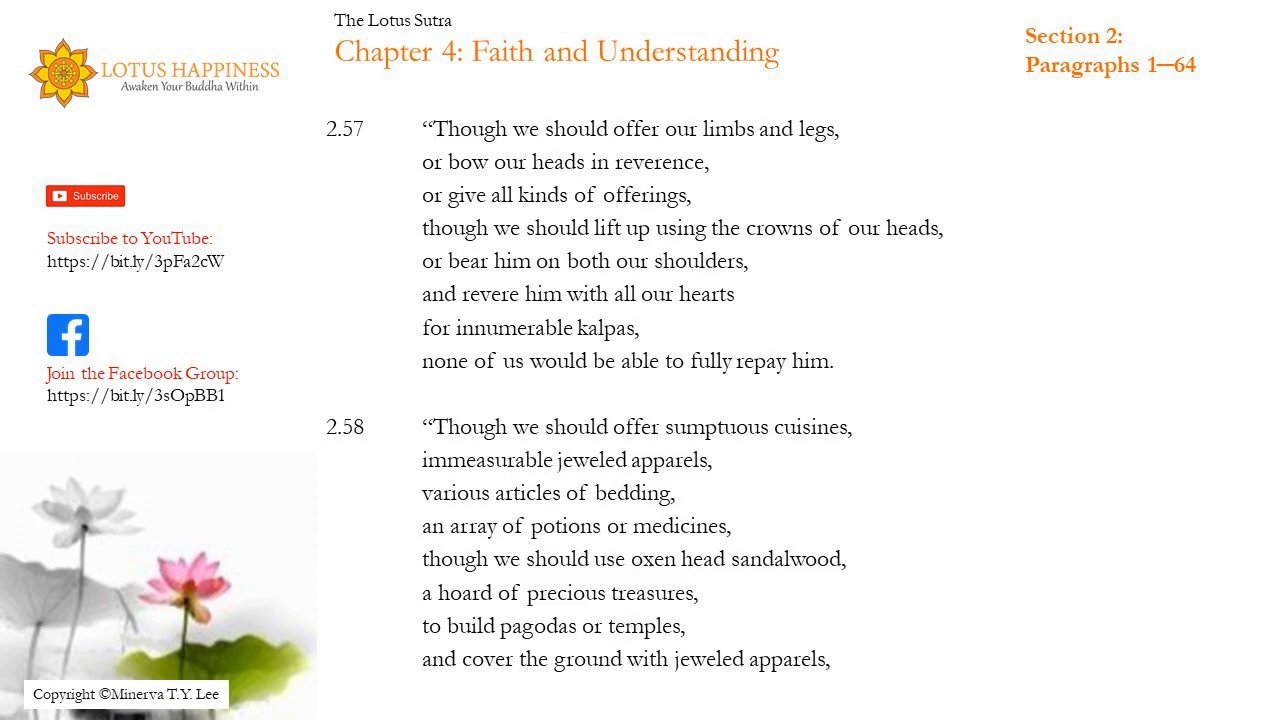 The Lotus Sutra
Chapter 4: Faith and Understanding
Section 2:
Paragraphs 1—64
LOTUS HAPPINESS
Awaken Your Buddha Within
Subscribe
Subscribe to YouTube:
https://bit.ly/3pFa2cW
Join the Facebook Group:
https://bit.ly/3sOpBB1
2.57 “Though we should offer our limbs and legs,
or bow our heads in reverence,
or give all kinds of offerings,
though we should lift up using the crowns of our heads,
or bear him on both our shoulders,
and revere him with all our hearts
for innumerable kalpas,
none of us would be able to fully repay him.
2.58 “Though we should offer sumptuous cuisines,
immeasurable jeweled apparels,
various articles of bedding,
an array of potions or medicines,
though we should use oxen head sandalwood,
a hoard of precious treasures,
to build pagodas or temples,
and cover the ground with jeweled apparels,
Copyright ©Minerva T.Y. Lee